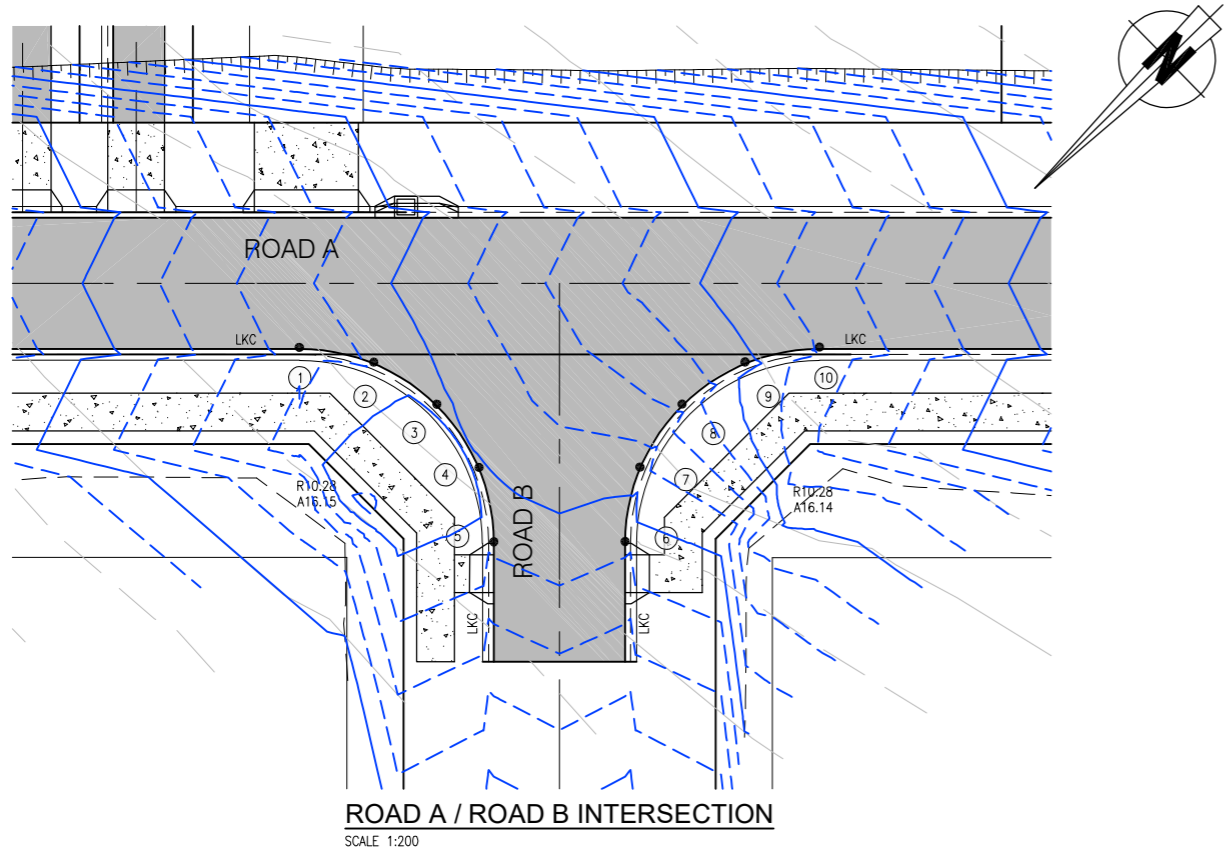 N
ROAD A
LKC
LKC
1
2
3
4
5
10
9
8
7
6
R10.28
A16.15
R10.28
A16.14
ROAD B
LKC
LKC
ROAD A / ROAD B INTERSECTION
SCALE 1:200